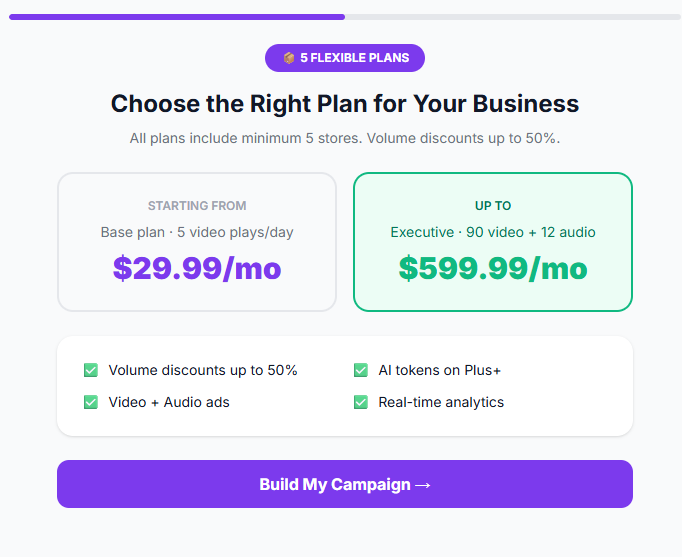 📦 5 FLEXIBLE PLANS
Choose the Right Plan for Your Business
All plans include minimum 5 stores. Volume discounts up to 50%.
STARTING FROM
Base plan · 5 video plays/day
$29.99/mo
UP TO
Executive · 90 video + 12 audio
$599.99/mo
✅ Volume discounts up to 50%
✅ AI tokens on Plus+
✅ Video + Audio ads
✅ Real-time analytics
Build My Campaign →